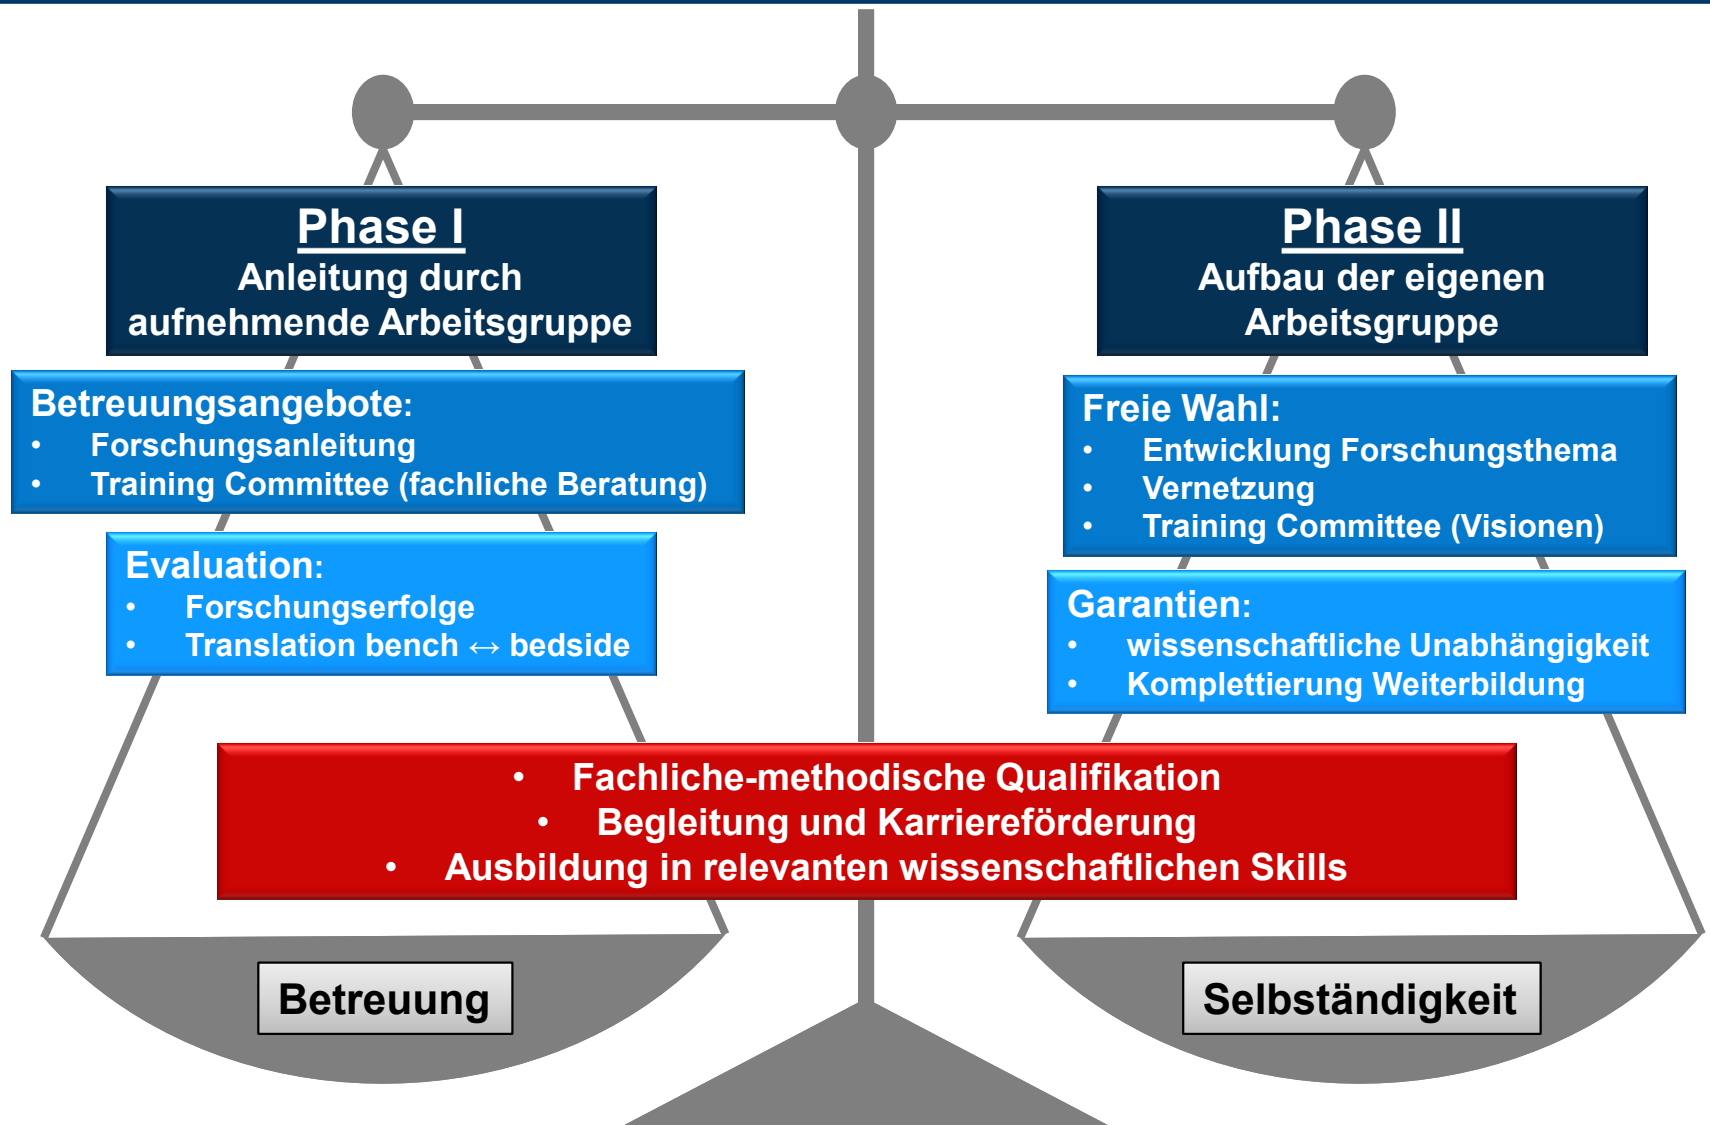 Phase I
Anleitung durch
aufnehmende Arbeitsgruppe
Betreuungsangebote:
• Forschungsanleitung
• Training Committee (fachliche Beratung)
Evaluation:
• Forschungserfolge
• Translation bench ↔ bedside
Phase II
Aufbau der eigenen
Arbeitsgruppe
Freie Wahl:
• Entwicklung Forschungsthema
• Vernetzung
• Training Committee (Visionen)
Garantien:
• wissenschaftliche Unabhängigkeit
• Komplettierung Weiterbildung
• Fachliche-methodische Qualifikation
• Begleitung und Karriereförderung
• Ausbildung in relevanten wissenschaftlichen Skills
Betreuung
Selbständigkeit